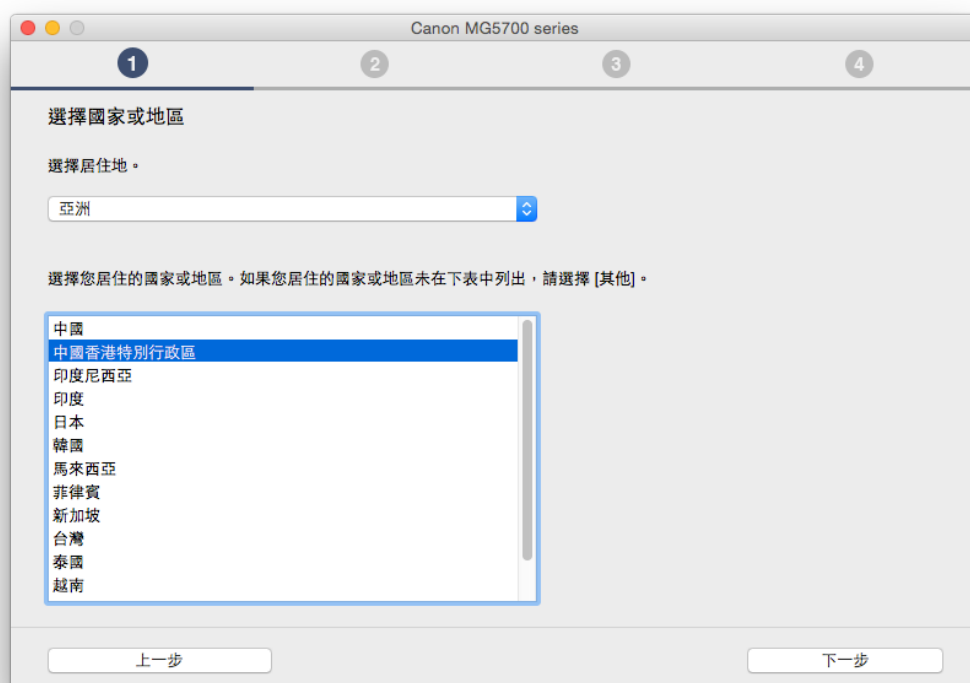 Canon MG5700 series
1
2
3
4
選擇國家或地區
選擇居住地。
亞洲
選擇您居住的國家或地區。如果您居住的國家或地區未在下表中列出，請選擇 [其他]。
中國
中國香港特別行政區
印度尼西亞
印度
日本
韓國
馬來西亞
菲律賓
新加坡
台灣
泰國
越南
上一步
下一步